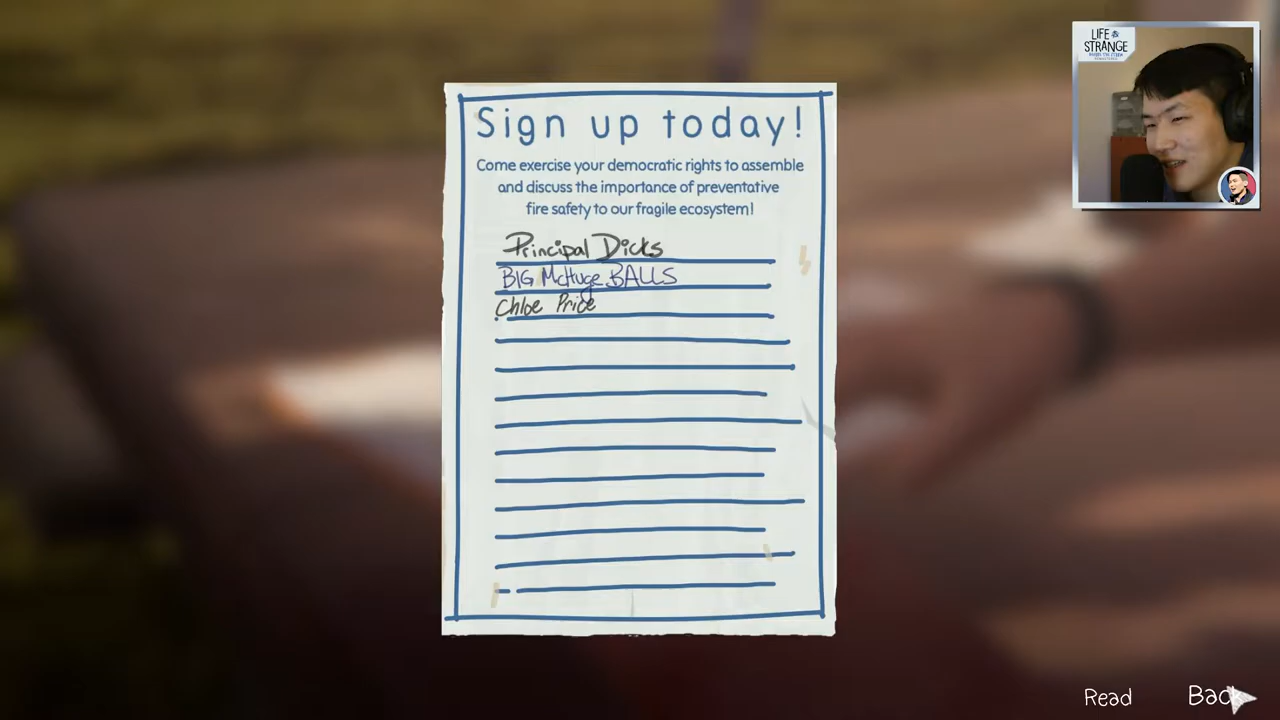 LIFE IS
STRANGE
Sign up today!
Come exercise your democratic rights to assemble
and discuss the importance of preventative
fire safety to our fragile ecosystem!
Principal Dicks
BIG McHuge BALLS
Chloe Price
Read
Back